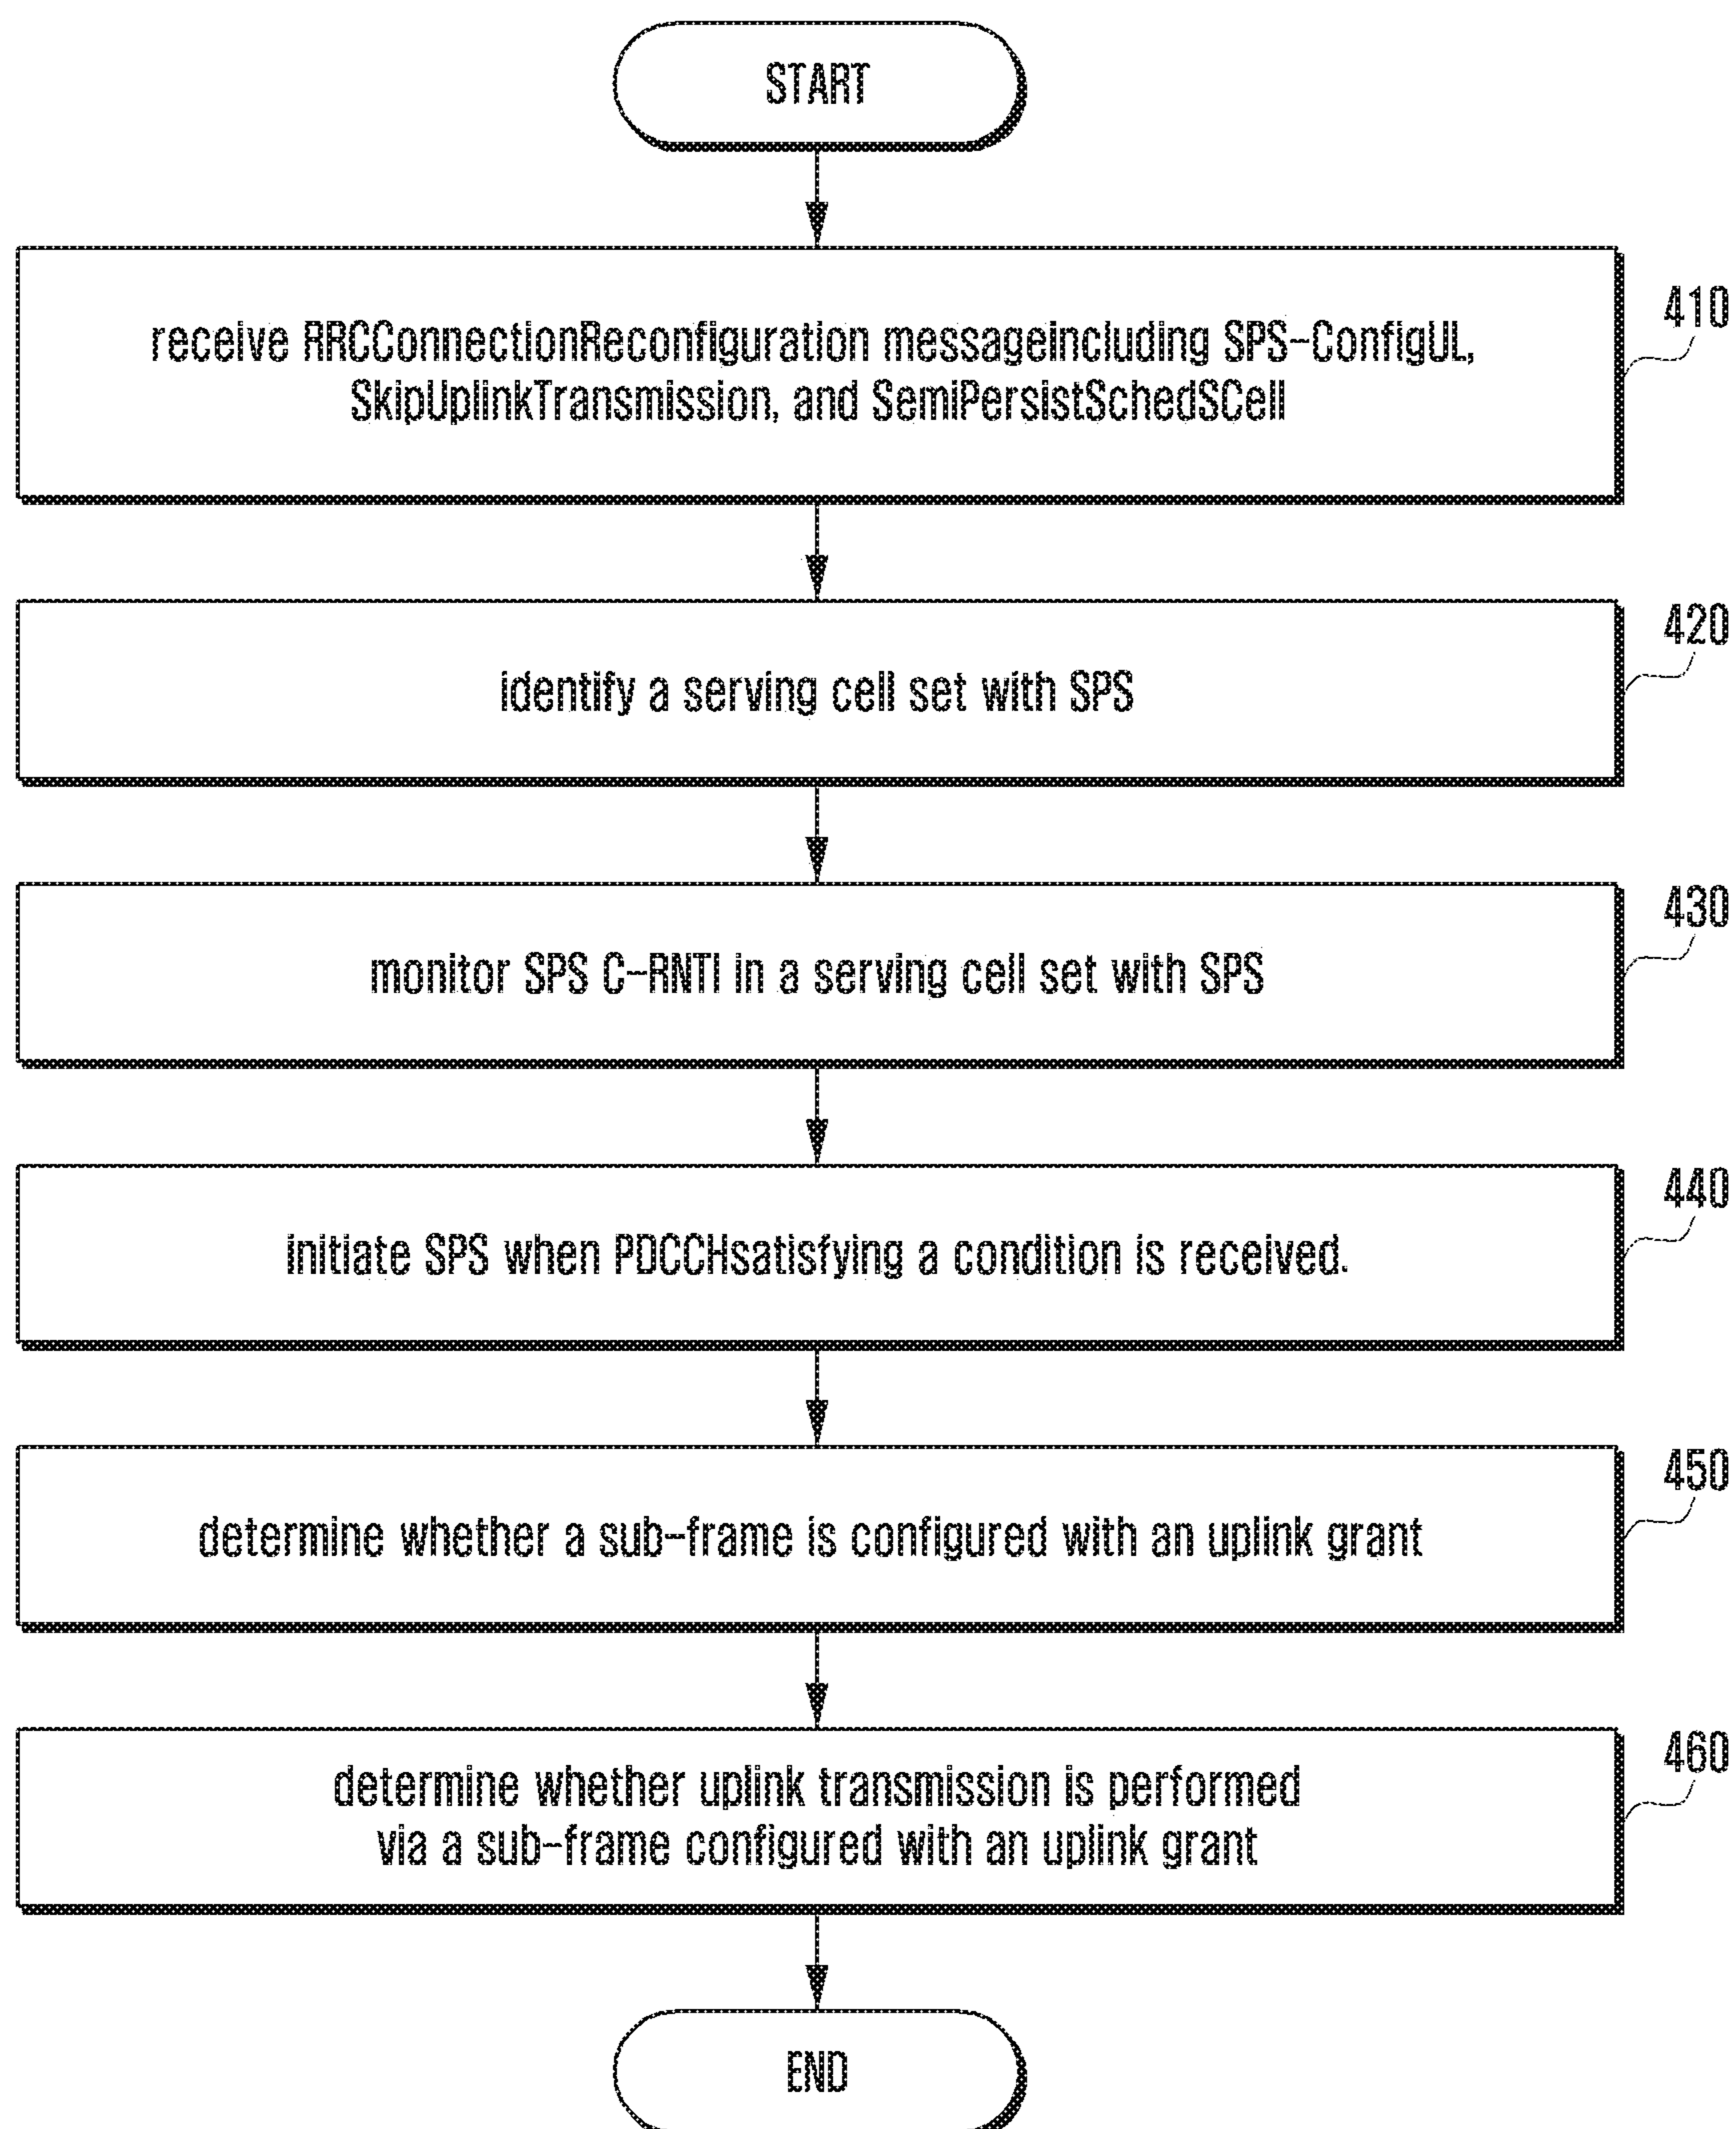 START
receive RRCConnectionReconfiguration messageincluding SPS-ConfigUL,
SkipUplinkTransmission, and SemiPersistSchedSCell
410
identify a serving cell set with SPS
420
monitor SPS C-RNTI in a serving cell set with SPS
430
initiate SPS when PDCCHsatisfying a condition is received.
440
determine whether a sub-frame is configured with an uplink grant
450
determine whether uplink transmission is performed
via a sub-frame configured with an uplink grant
460
END